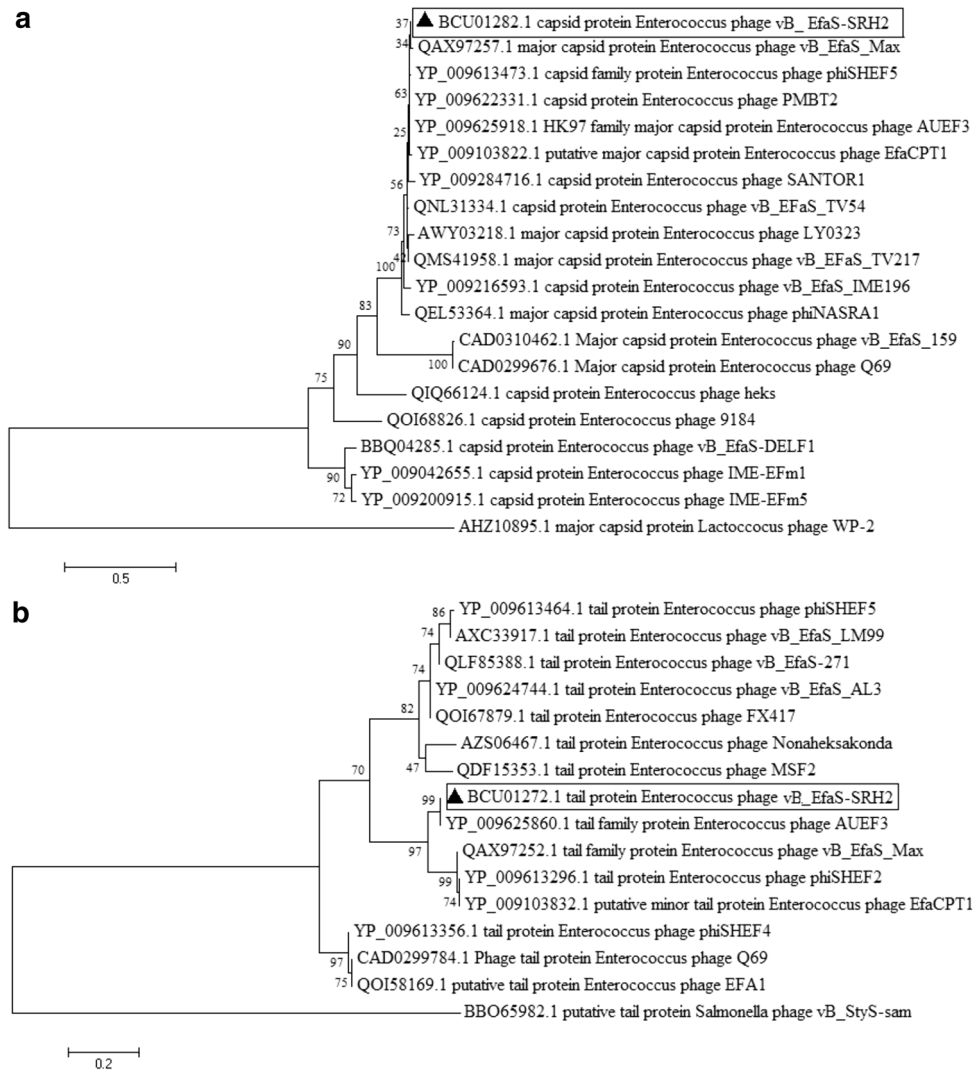 a
37 BCU01282.1 capsid protein Enterococcus phage vB_ EfaS-SRH2
34 QAX97257.1 major capsid protein Enterococcus phage vB_EfaS_Max
YP_009613473.1 capsid family protein Enterococcus phage phiSHEF5
63 YP_009622331.1 capsid protein Enterococcus phage PMBT2
25 YP_009625918.1 HK97 family major capsid protein Enterococcus phage AUEF3
YP_009103822.1 putative major capsid protein Enterococcus phage EfaCPT1
56 YP_009284716.1 capsid protein Enterococcus phage SANTOR1
QNL31334.1 capsid protein Enterococcus phage vB_EFaS_TV54
73 AWY03218.1 major capsid protein Enterococcus phage LY0323
100 42 QMS41958.1 major capsid protein Enterococcus phage vB_EFaS_TV217
YP_009216593.1 capsid protein Enterococcus phage vB_EfaS_IME196
83 QEL53364.1 major capsid protein Enterococcus phage phiNASRA1
90 CAD0310462.1 Major capsid protein Enterococcus phage vB_EfaS_159
100 CAD0299676.1 Major capsid protein Enterococcus phage Q69
75 QIQ66124.1 capsid protein Enterococcus phage heks
QOI68826.1 capsid protein Enterococcus phage 9184
BBQ04285.1 capsid protein Enterococcus phage vB_EfaS-DELF1
90 YP_009042655.1 capsid protein Enterococcus phage IME-EFm1
72 YP_009200915.1 capsid protein Enterococcus phage IME-EFm5
AHZ10895.1 major capsid protein Lactoccocus phage WP-2
0.5
b
86 YP_009613464.1 tail protein Enterococcus phage phiSHEF5
74 AXC33917.1 tail protein Enterococcus phage vB_EfaS_LM99
74 QLF85388.1 tail protein Enterococcus phage vB_EfaS-271
YP_009624744.1 tail protein Enterococcus phage vB_EfaS_AL3
82 QOI67879.1 tail protein Enterococcus phage FX417
AZS06467.1 tail protein Enterococcus phage Nonaheksakonda
70 47 QDF15353.1 tail protein Enterococcus phage MSF2
99 BCU01272.1 tail protein Enterococcus phage vB_EfaS-SRH2
YP_009625860.1 tail family protein Enterococcus phage AUEF3
97 QAX97252.1 tail family protein Enterococcus phage vB_EfaS_Max
99 YP_009613296.1 tail protein Enterococcus phage phiSHEF2
74 YP_009103832.1 putative minor tail protein Enterococcus phage EfaCPT1
YP_009613356.1 tail protein Enterococcus phage phiSHEF4
97 CAD0299784.1 Phage tail protein Enterococcus phage Q69
75 QOI58169.1 putative tail protein Enterococcus phage EFA1
BBO65982.1 putative tail protein Salmonella phage vB_StyS-sam
0.2